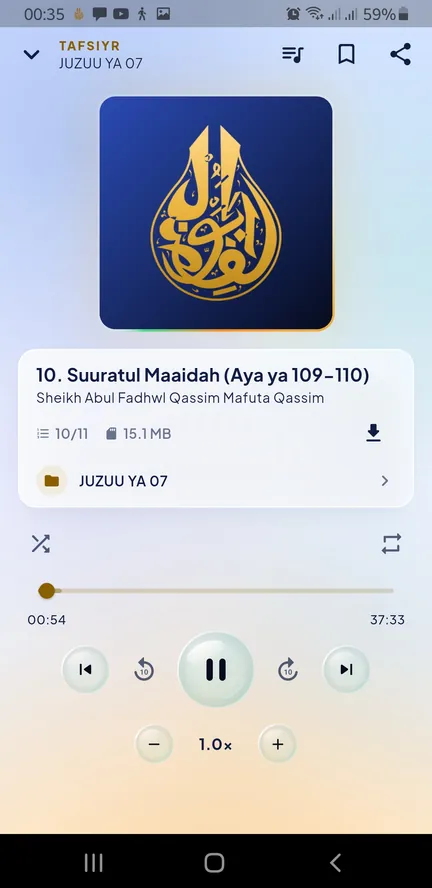 00:35
59%
TAFSIYR
JUZUU YA 07
10. Suuratul Maaidah (Aya ya 109-110)
Sheikh Abul Fadhwl Qassim Mafuta Qassim
10/11 15.1 MB
JUZUU YA 07
00:54 37:33
10 10
− 1.0× +